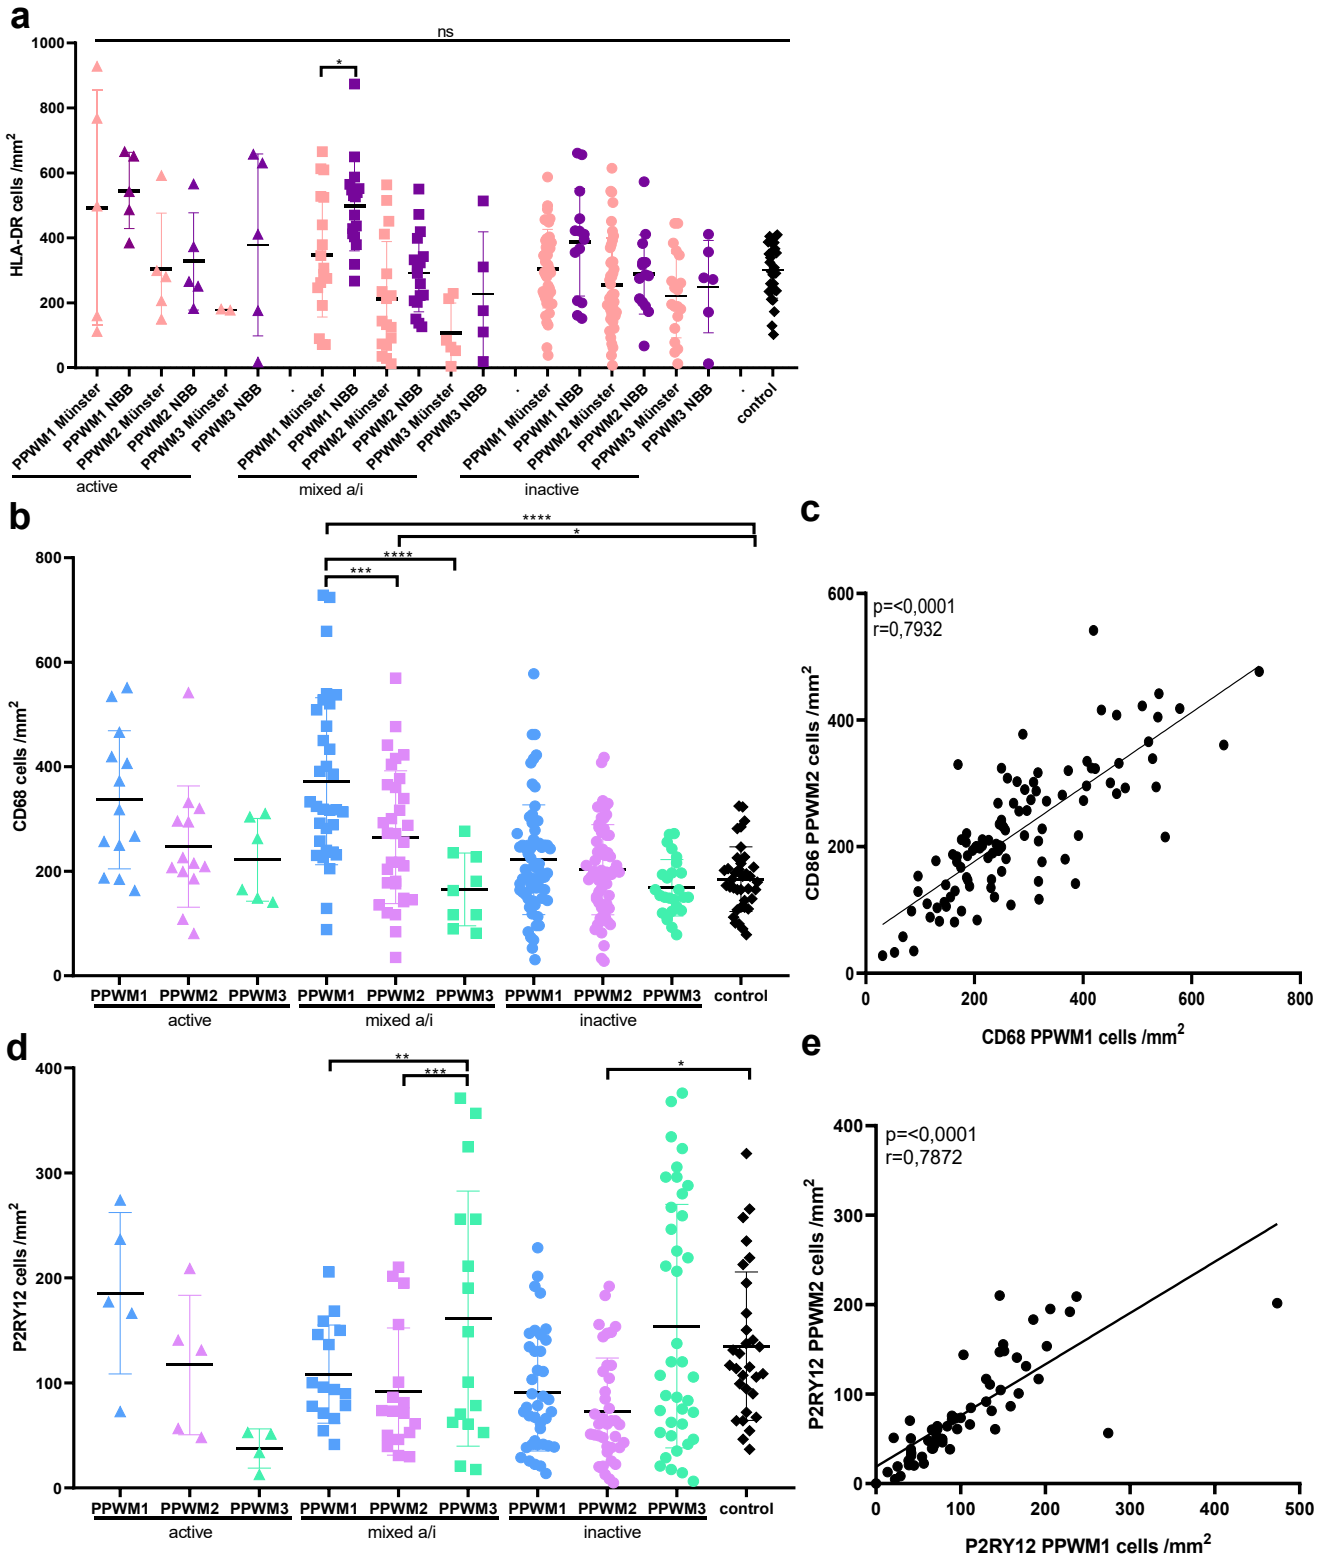 a
ns
*
1000
800
600
400
200
0
HLA-DR cells /mm²
PPWM1 Münster
PPWM1 NBB
PPWM2 Münster
PPWM2 NBB
PPWM3 Münster
PPWM3 NBB
.
PPWM1 Münster
PPWM1 NBB
PPWM2 Münster
PPWM2 NBB
PPWM3 Münster
PPWM3 NBB
.
PPWM1 Münster
PPWM1 NBB
PPWM2 Münster
PPWM2 NBB
PPWM3 Münster
PPWM3 NBB
.
control
active
mixed a/i
inactive
b
****
*
****
***
800
600
400
200
0
CD68 cells /mm²
PPWM1 PPWM2 PPWM3 PPWM1 PPWM2 PPWM3 PPWM1 PPWM2 PPWM3 control
active
mixed a/i
inactive
c
p=<0,0001
r=0,7932
600
400
200
0
CD86 PPWM2 cells /mm²
0 200 400 600 800
CD68 PPWM1 cells /mm²
d
**
***
*
400
300
200
100
0
P2RY12 cells /mm²
PPWM1 PPWM2 PPWM3 PPWM1 PPWM2 PPWM3 PPWM1 PPWM2 PPWM3 control
active
mixed a/i
inactive
e
p=<0,0001
r=0,7872
400
300
200
100
0
P2RY12 PPWM2 cells /mm²
0 100 200 300 400 500
P2RY12 PPWM1 cells /mm²